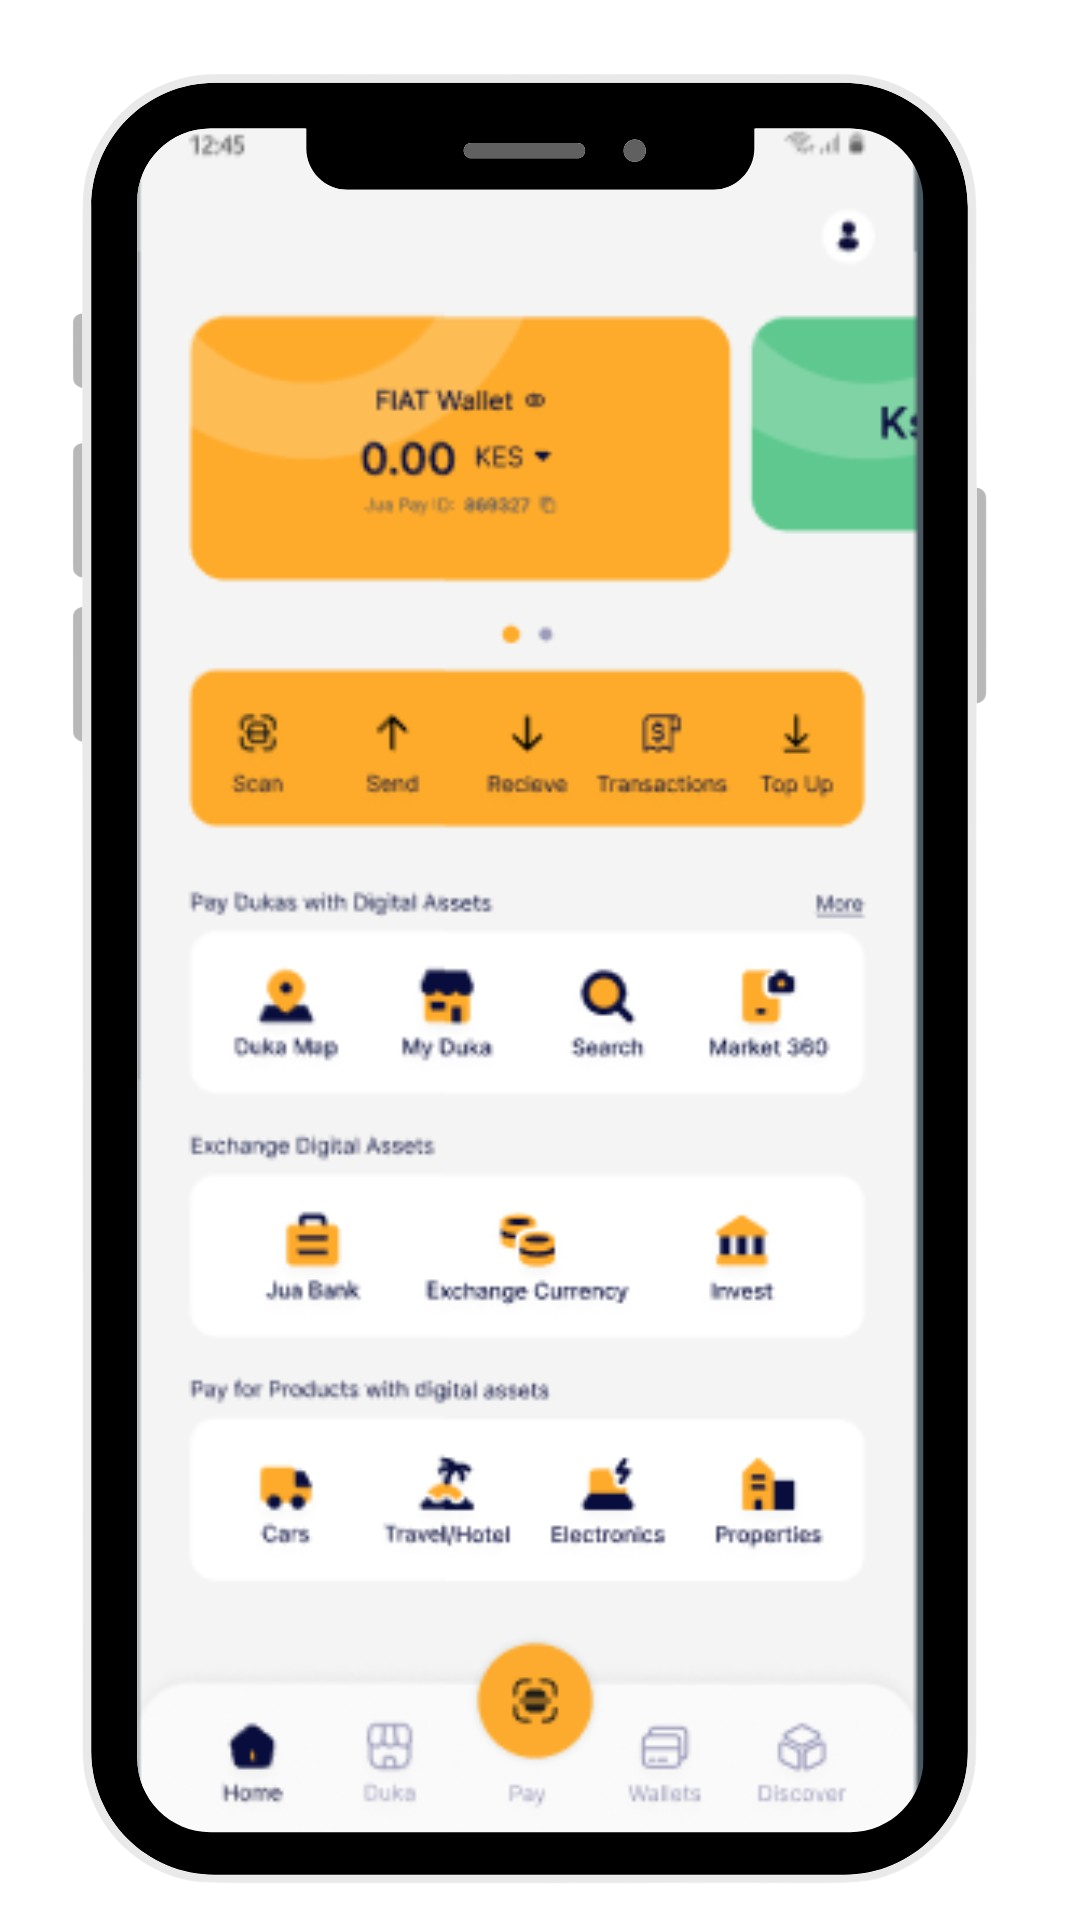 12:45
FIAT Wallet
0.00 KES
Jua Pay ID: 869327
Ks
Scan Send Recieve Transactions Top Up
Pay Dukas with Digital Assets More
Duka Map My Duka Search Market 360
Exchange Digital Assets
Jua Bank Exchange Currency Invest
Pay for Products with digital assets
Cars Travel/Hotel Electronics Properties
Home Duka Pay Wallets Discover